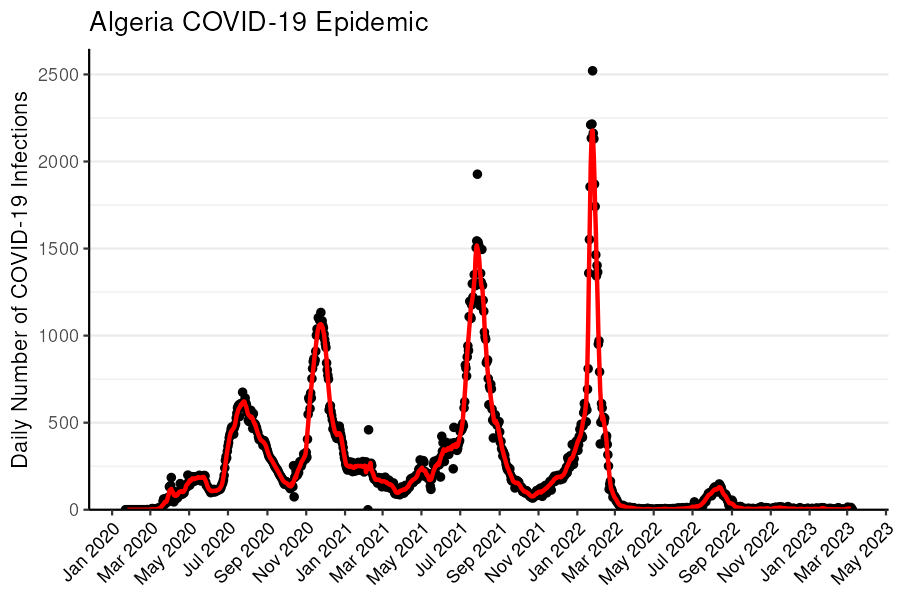 Algeria COVID-19 Epidemic
Daily Number of COVID-19 Infections
2500
2000
1500
1000
500
0
Jan 2020
Mar 2020
May 2020
Jul 2020
Sep 2020
Nov 2020
Jan 2021
Mar 2021
May 2021
Jul 2021
Sep 2021
Nov 2021
Jan 2022
Mar 2022
May 2022
Jul 2022
Sep 2022
Nov 2022
Jan 2023
Mar 2023
May 2023